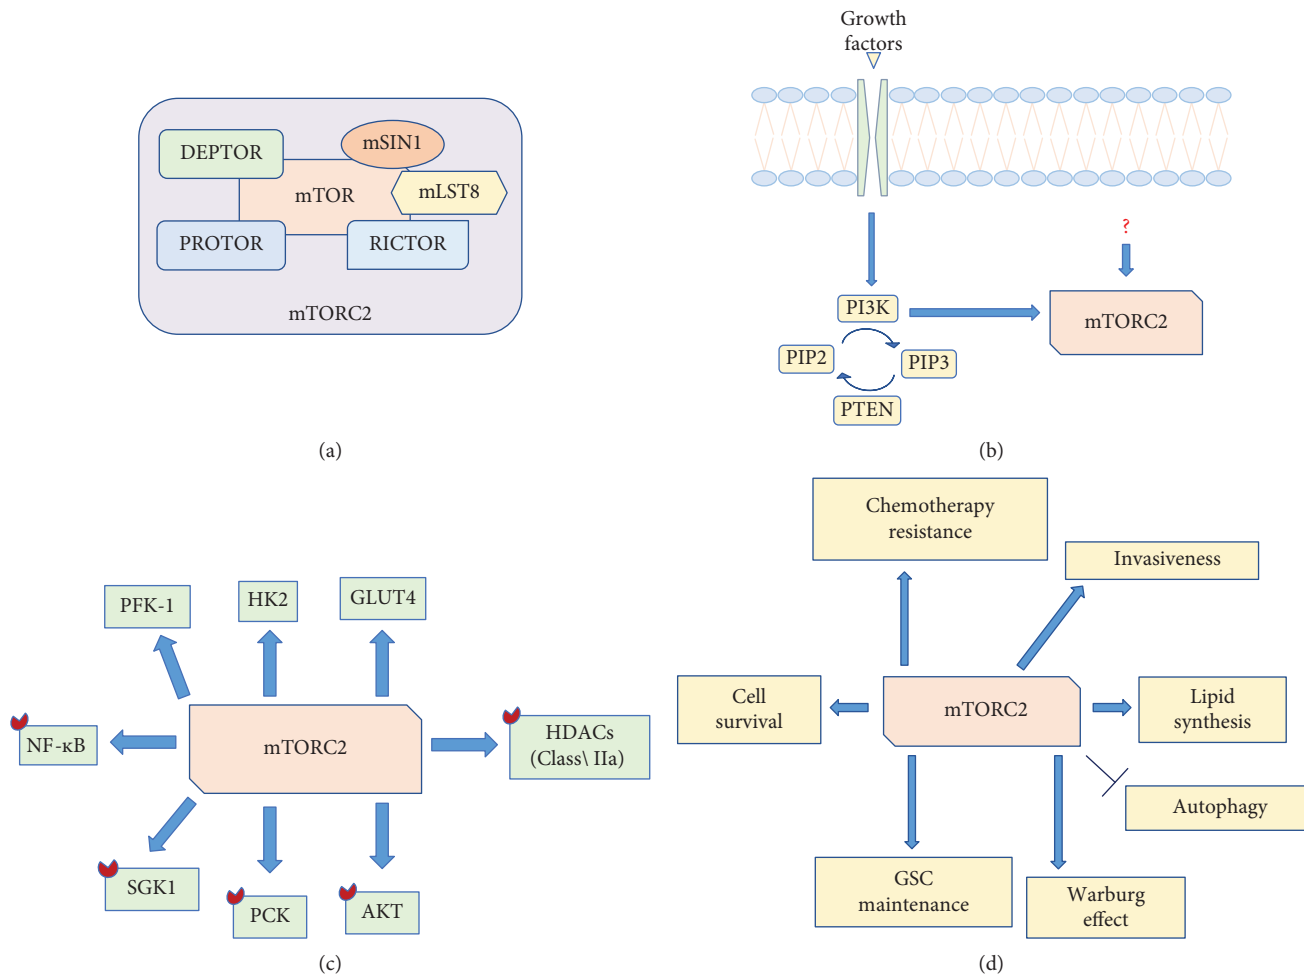 DEPTOR
mSIN1
mTOR
mLST8
PROTOR
RICTOR
mTORC2
(a)
Growth
factors
?
PI3K
mTORC2
PIP2
PIP3
PTEN
(b)
PFK-1
HK2
GLUT4
NF-κB
mTORC2
HDACs
(Class\ IIa)
SGK1
PCK
AKT
(c)
Chemotherapy
resistance
Invasiveness
Cell
survival
mTORC2
Lipid
synthesis
Autophagy
GSC
maintenance
Warburg
effect
(d)